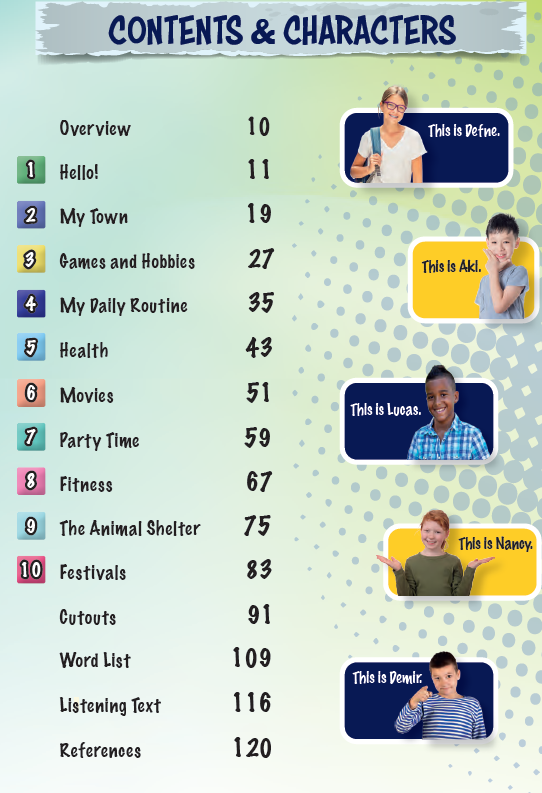 CONTENTS & CHARACTERS
Overview 10
1 Hello! 11
2 My Town 19
3 Games and Hobbies 27
4 My Daily Routine 35
5 Health 43
6 Movies 51
7 Party Time 59
8 Fitness 67
9 The Animal Shelter 75
10 Festivals 83
Cutouts 91
Word List 109
Listening Text 116
References 120
This is Defne.
This is Aki.
This is Lucas.
This is Nancy.
This is Demir.